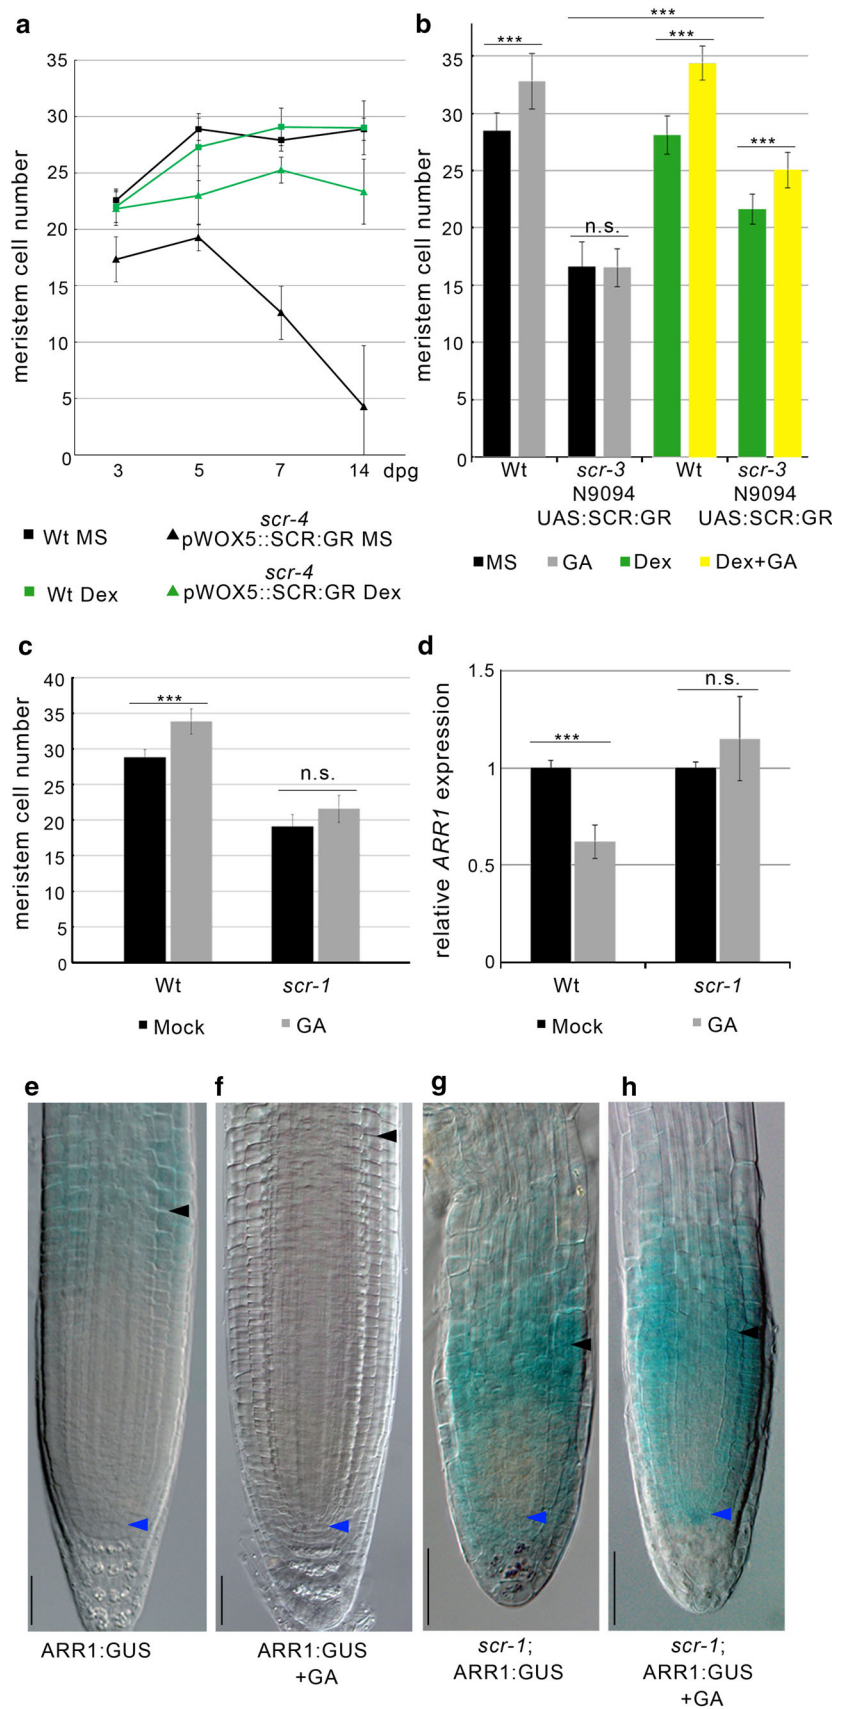 a
35
30
25
20
15
10
5
0
meristem cell number
3 5 7 14 dpg
Wt MS
scr-4
pWOX5::SCR:GR MS
Wt Dex
scr-4
pWOX5::SCR:GR Dex
b
35
30
25
20
15
10
5
0
meristem cell number
***
n.s.
***
***
***
Wt scr-3 Wt scr-3
N9094 N9094
UAS:SCR:GR UAS:SCR:GR
MS GA Dex Dex+GA
c
40
35
30
25
20
15
10
5
0
meristem cell number
***
n.s.
Wt scr-1
Mock GA
d
1.5
1
0.5
0
relative ARR1 expression
***
n.s.
Wt scr-1
Mock GA
e
ARR1:GUS
f
ARR1:GUS
+GA
g
scr-1;
ARR1:GUS
h
scr-1;
ARR1:GUS
+GA